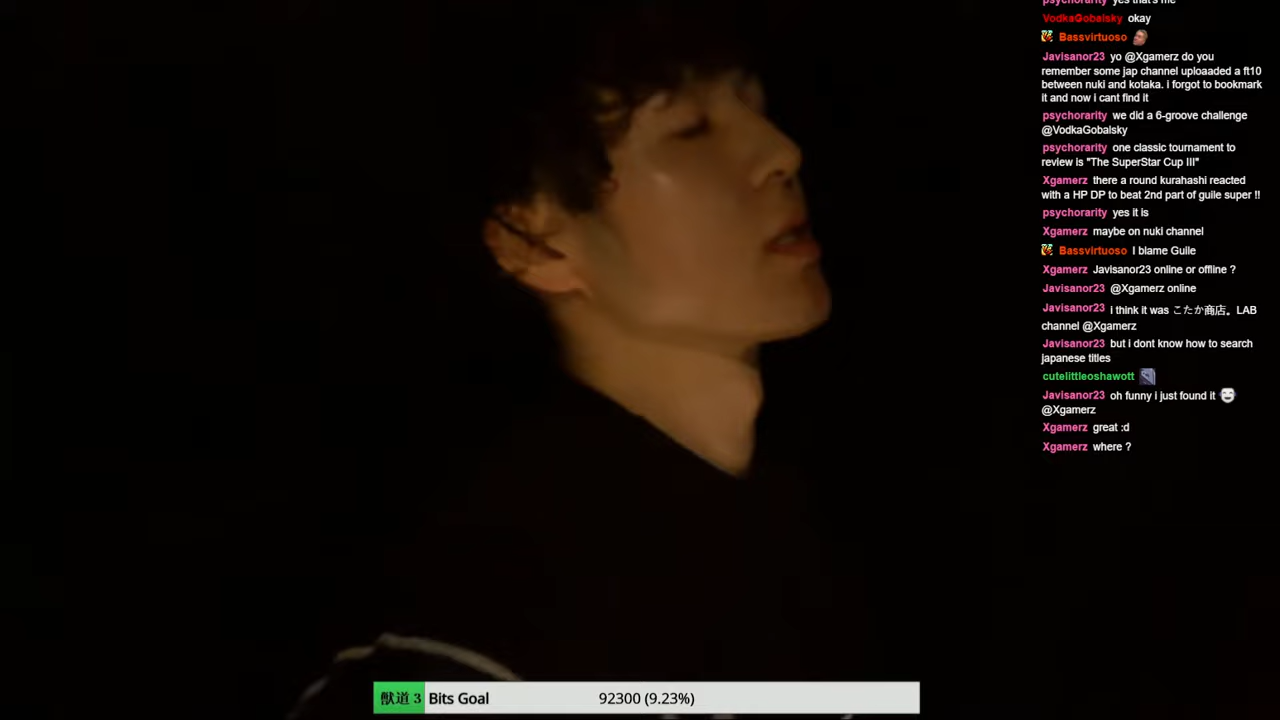 psychorarity yes that's me
VodkaGobalsky okay
Bassvirtuoso
Javisanor23 yo @Xgamerz do you
remember some jap channel uploaaded a ft10
between nuki and kotaka. i forgot to bookmark
it and now i cant find it
psychorarity we did a 6-groove challenge
@VodkaGobalsky
psychorarity one classic tournament to
review is "The SuperStar Cup III"
Xgamerz there a round kurahashi reacted
with a HP DP to beat 2nd part of guile super !!
psychorarity yes it is
Xgamerz maybe on nuki channel
Bassvirtuoso I blame Guile
Xgamerz Javisanor23 online or offline ?
Javisanor23 @Xgamerz online
Javisanor23 i think it was こたか商店。LAB
channel @Xgamerz
Javisanor23 but i dont know how to search
japanese titles
cutelittleoshawott
Javisanor23 oh funny i just found it
@Xgamerz
Xgamerz great :d
Xgamerz where ?
獣道 3 Bits Goal 92300 (9.23%)